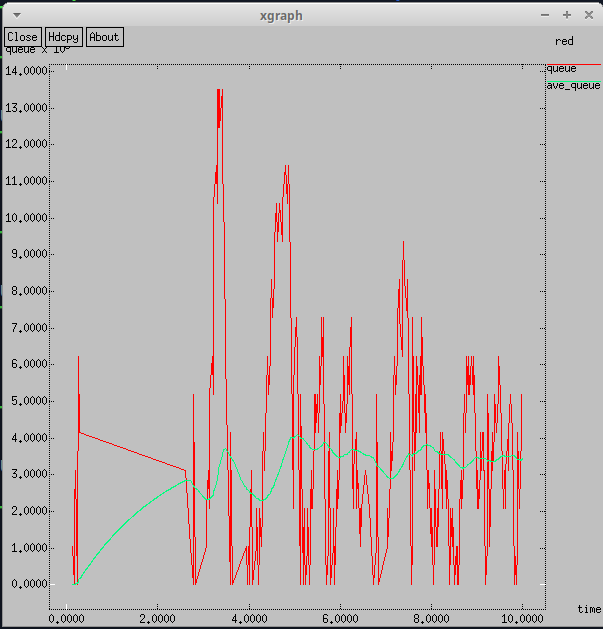 xgraph
Close Hdcpy About
queue x 10
red
14.0000
queue
ave_queue
13.0000
12.0000
11.0000
10.0000
9.0000
8.0000
7.0000
6.0000
5.0000
4.0000
3.0000
2.0000
1.0000
0.0000
time
0.0000 2.0000 4.0000 6.0000 8.0000 10.0000